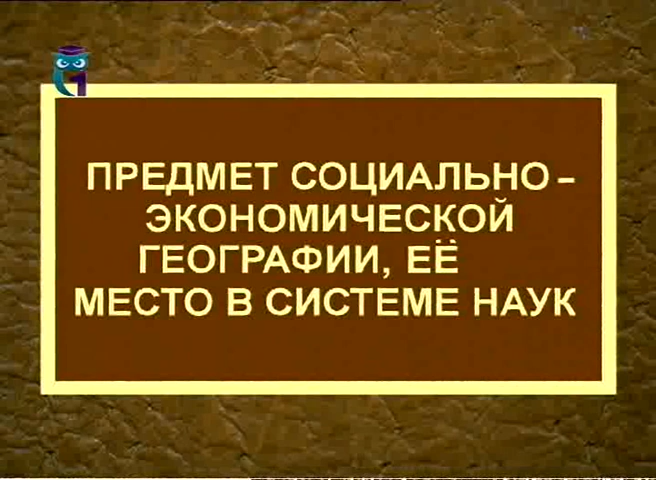 ПРЕДМЕТ СОЦИАЛЬНО –
ЭКОНОМИЧЕСКОЙ
ГЕОГРАФИИ, ЕЁ
МЕСТО В СИСТЕМЕ НАУК